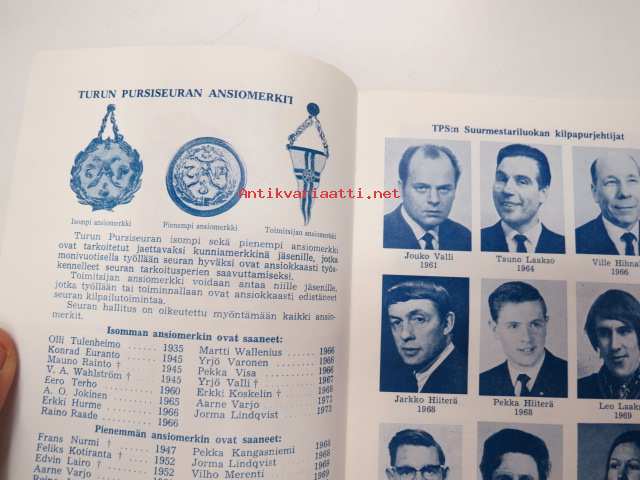 TURUN PURSISEURAN ANSIOMERKIT
Isompi ansiomerkki
Pienempi ansiomerkki
Toimitsijan ansiomerkki
Turun Pursiseuran isompi sekä pienempi ansiomerkki
ovat tarkoitetut jaettavaksi kunniamerkkinä jäsenille, jotka
monivuotisella työllään seuran hyväksi ovat ansiokkaasti työs-
kennelleet seuran tarkoitusperien saavuttamiseksi.
Toimitsijan ansiomerkki voidaan antaa niille jäsenille,
jotka työllään tai toiminnallaan ovat ansiokkaasti edistäneet
seuran kilpailutoimintaa.
Seuran hallitus on oikeutettu myöntämään kaikki ansio-
merkit.
Isomman ansiomerkin ovat saaneet:
Olli Tulenheimo - - - - 1935
Konrad Euranto - - - - 1945
Mauno Rainto † - - - - 1945
V. A. Wahlström † - - - 1945
Eero Terho - - - - 1960
A. O. Jokinen - - - - 1965
Erkki Hurme - - - - 1966
Raino Raade - - - - 1966
Martti Wallenius - - - 1966
Yrjö Varonen - - - - 1966
Pekka Visa - - - - 1966
Yrjö Valli † - - - - 1967
Erkki Koskelin † - - - 1968
Aarne Varjo - - - - 1973
Jorma Lindqvist - - - - 1973
Pienemmän ansiomerkin ovat saaneet:
Frans Nurmi † - - - - 1947
Feliks Kotiranta † - - - 1952
Edvin Lairo † - - - - 1952
Aarne Varjo - - - - 1952
Pekka Kangasniemi - - 1968
Jorma Lindqvist - - - 1968
Vilho Merenti - - - - 1969
TPS:n Suurmestariluokan kilpapurjehtijat
Jouko Valli
1961
Tauno Laakso
1964
Ville Hihna
1966
Jarkko Hiiterä
1968
Pekka Hiiterä
1968
Leo Laak
1969
Antikvariaatti.net